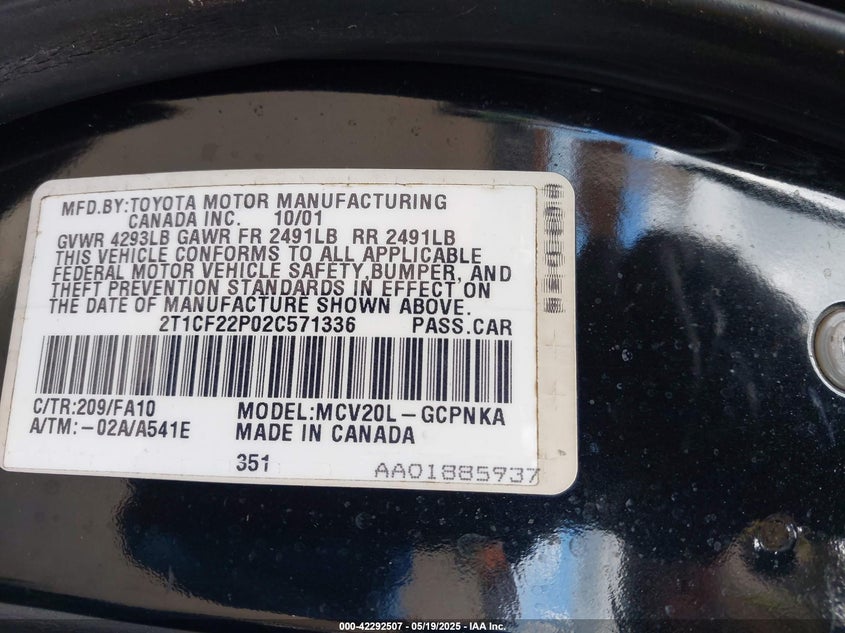 MFD.BY:TOYOTA MOTOR MANUFACTURING
CANADA INC. 10/01
GVWR 4293LB GAWR FR 2491LB RR 2491LB
THIS VEHICLE CONFORMS TO ALL APPLICABLE
FEDERAL MOTOR VEHICLE SAFETY,BUMPER, AND
THEFT PREVENTION STANDARDS IN EFFECT ON
THE DATE OF MANUFACTURE SHOWN ABOVE.
2T1CF22P02C571336 PASS.CAR
C/TR:209/FA10 MODEL:MCV20L-GCPNKA
A/TM:-02A/A541E MADE IN CANADA
351 AA01885937
000-42292507 - 05/19/2025 - IAA Inc.